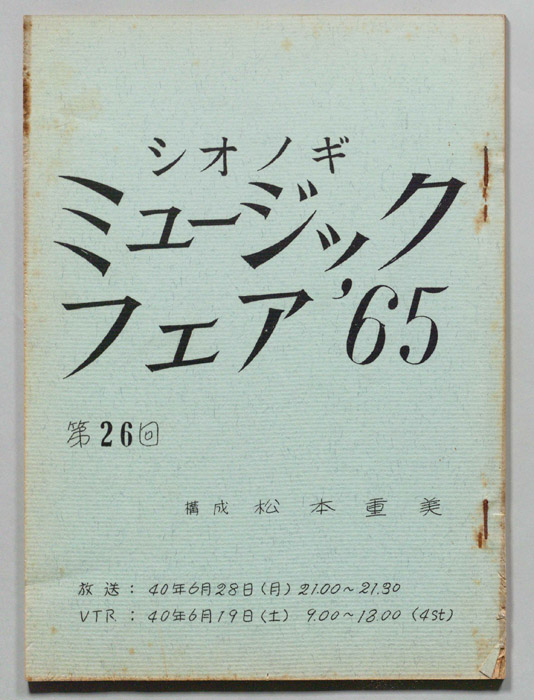 シオノギ
ミュージック
フェア '65
第26回
構成 松本重美
放送： 40年6月28日(月) 21.00～21.30
VTR： 40年6月19日(土) 9.00～13.00 (4st)